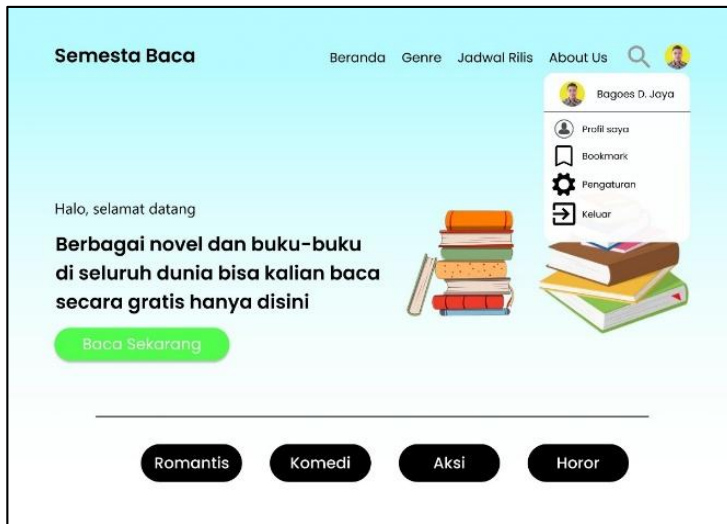 Semesta Baca
Beranda Genre Jadwal Rilis About Us
Bagoes D. Jaya
Profil saya
Bookmark
Pengaturan
Keluar
Halo, selamat datang
Berbagai novel dan buku-buku
di seluruh dunia bisa kalian baca
secara gratis hanya disini
Baca Sekarang
Romantis Komedi Aksi Horor